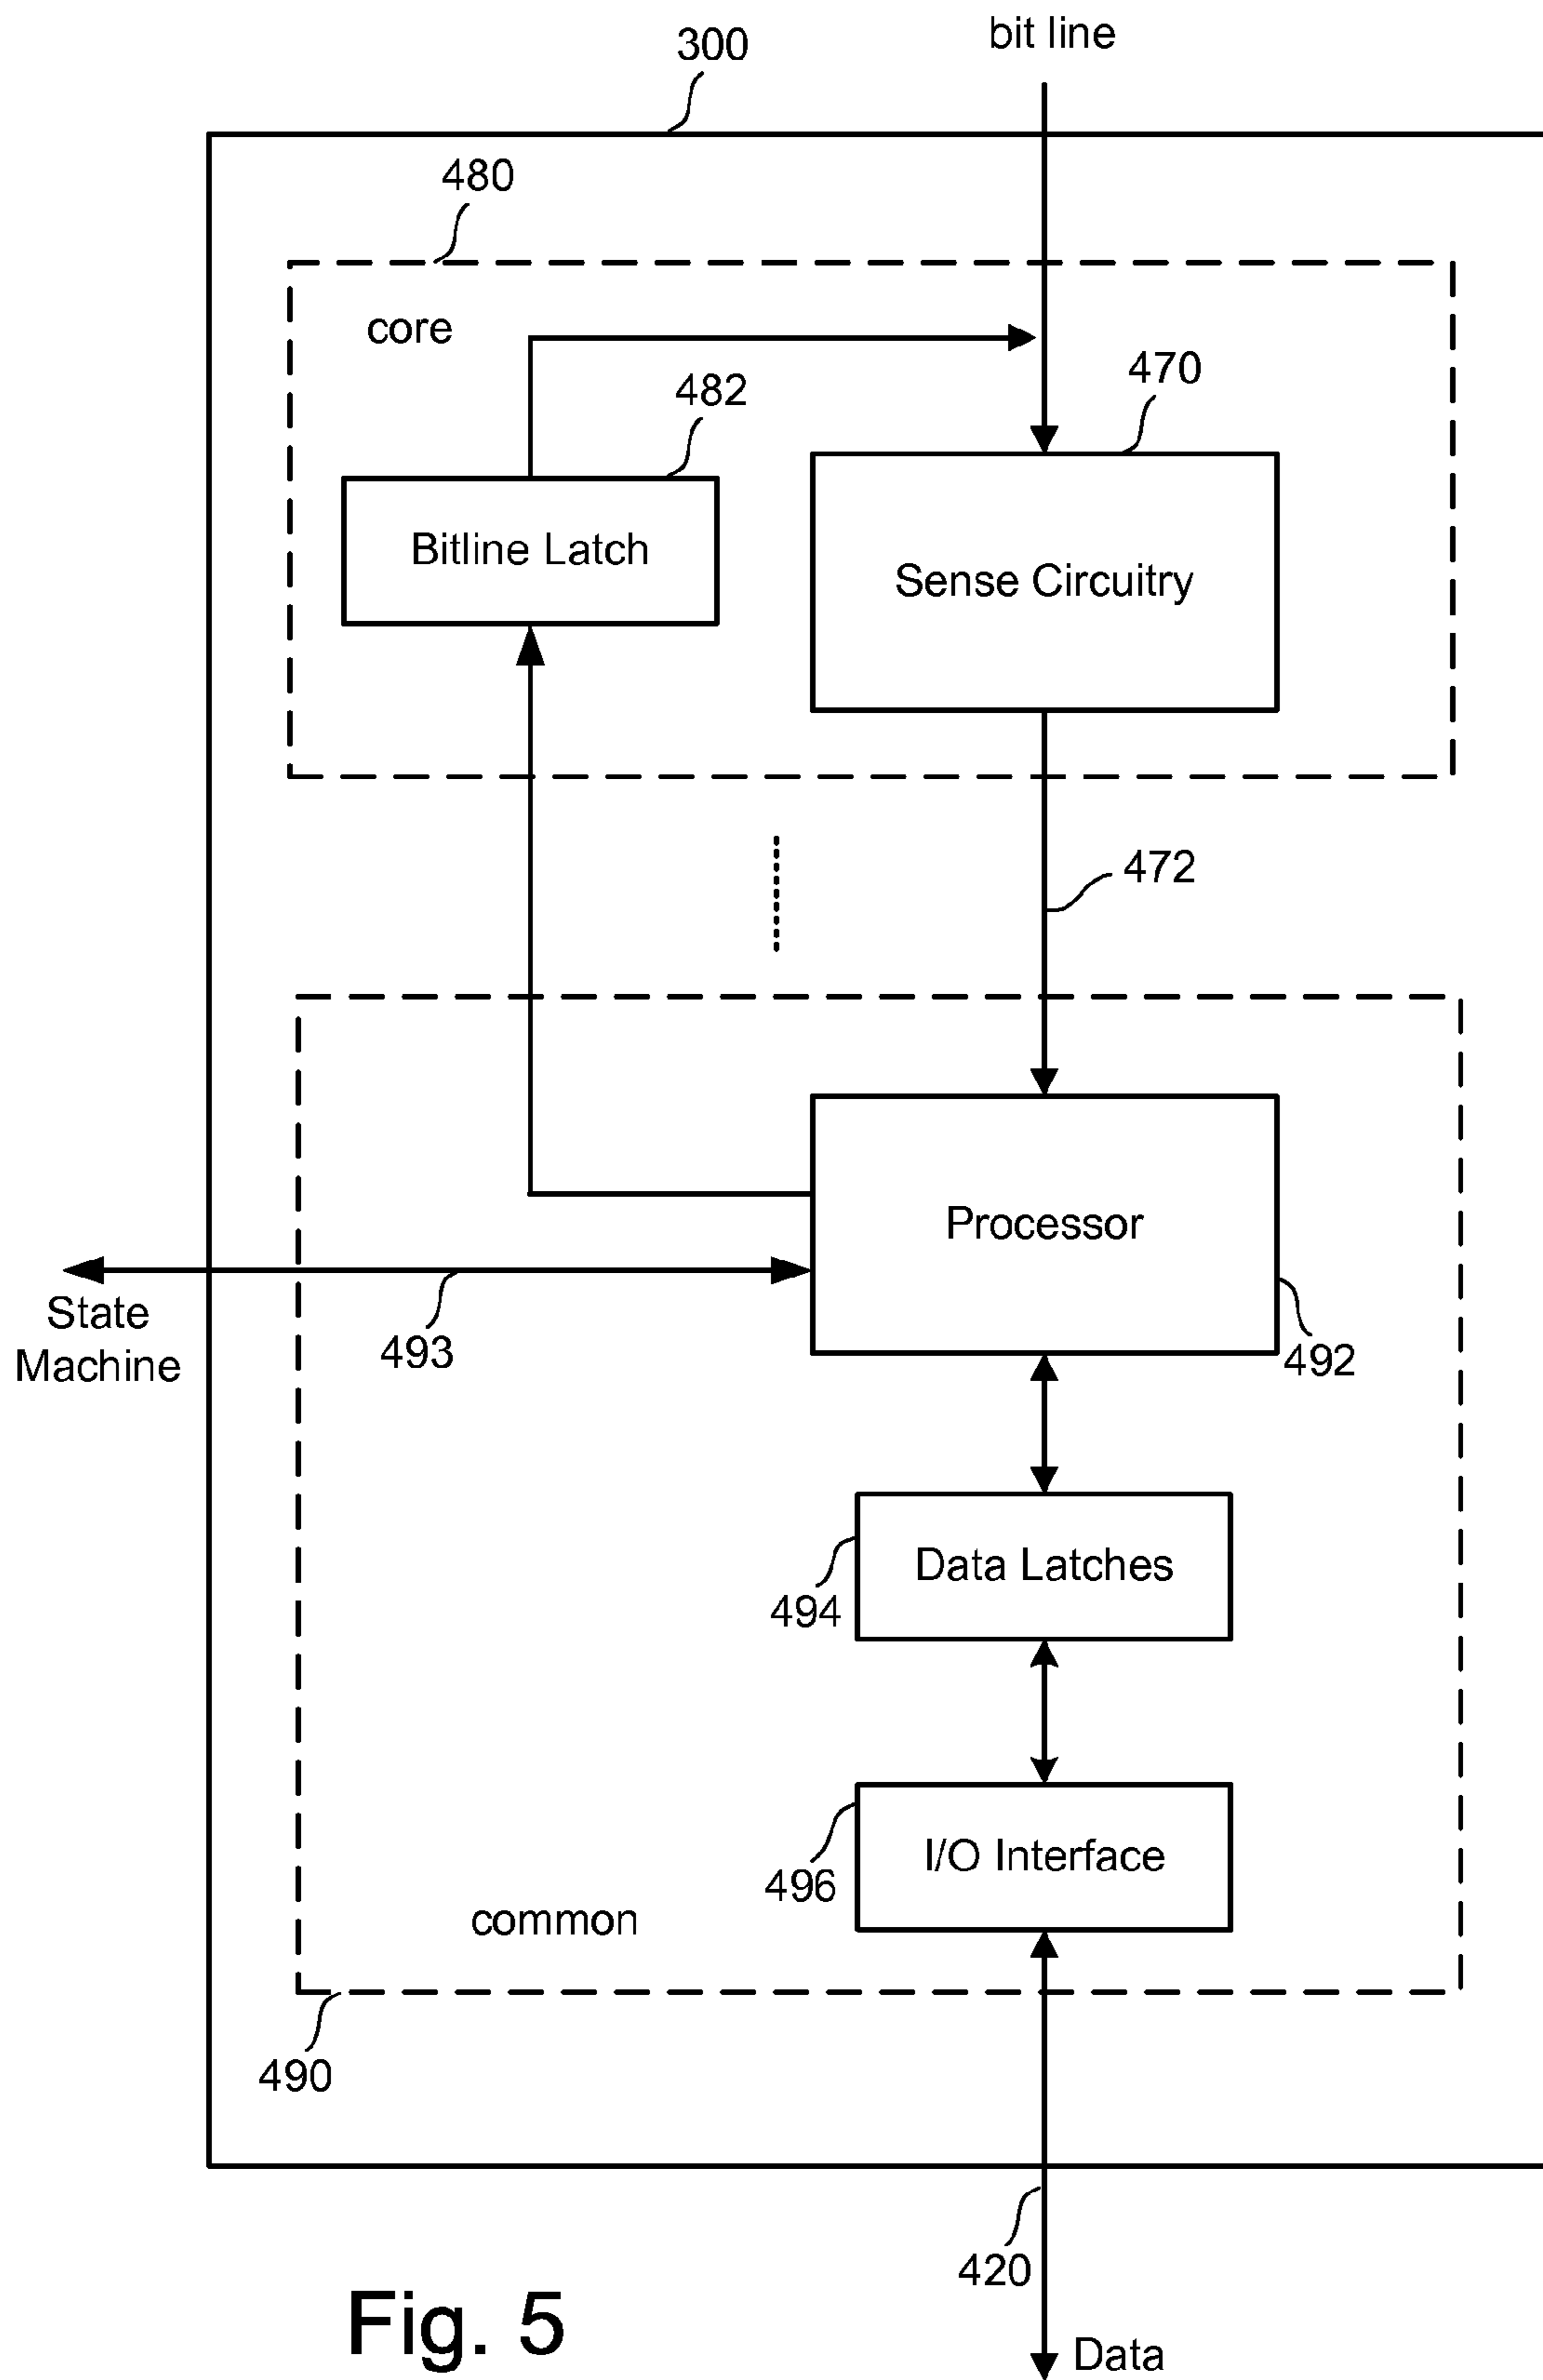 bit line
300
480
core
470
482
Bitline Latch
Sense Circuitry
472
Processor
State
Machine
493
492
Data Latches
494
I/O Interface
496
common
490
420
Fig. 5
Data